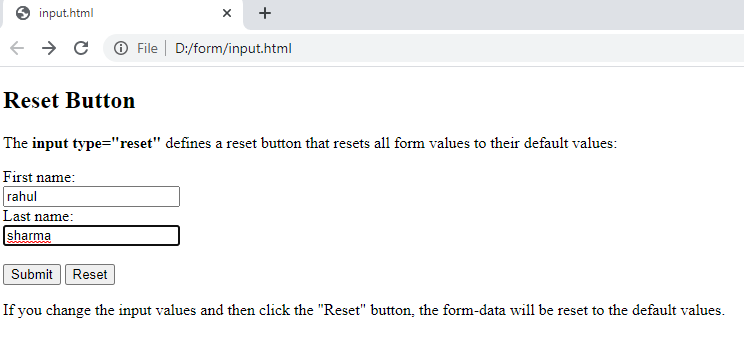 input.html
File D:/form/input.html
Reset Button
The input type="reset" defines a reset button that resets all form values to their default values:
First name:
rahul
Last name:
sharma
Submit Reset
If you change the input values and then click the "Reset" button, the form-data will be reset to the default values.